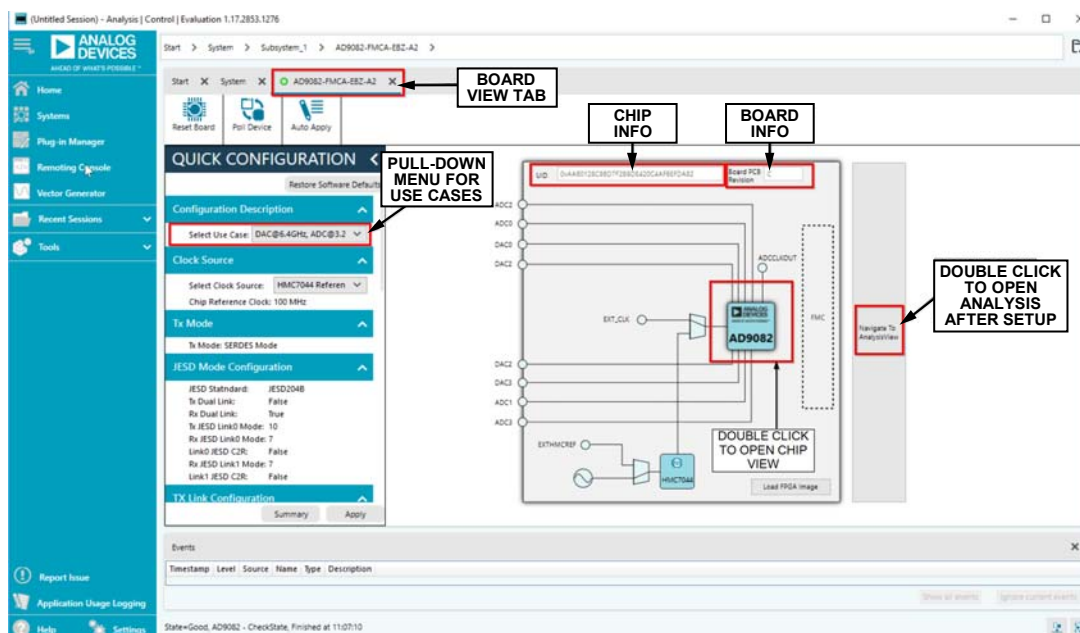 (Untitled Session) - Analysis | Control | Evaluation 1.17.2853.1276
ANALOG
DEVICES
AHEAD OF WHAT'S POSSIBLE™
Start > System > Subsystem_1 > AD9082-FMCA-EBZ-A2 >
Home
Systems
Plug-in Manager
Remoting Console
Vector Generator
Recent Sessions
Tools
Report Issue
Application Usage Logging
Help
Settings
Start X System X AD9082-FMCA-EBZ-A2 X
BOARD
VIEW TAB
Reset Board
Poll Device
Auto Apply
QUICK CONFIGURATION <
Restore Software Defaults
PULL-DOWN
MENU FOR
USE CASES
Configuration Description
Select Use Case: DAC@6.4GHz, ADC@3.2
Clock Source
Select Clock Source: HMC7044 Referen
Chip Reference Clock: 100 MHz
Tx Mode
Tx Mode: SERDES Mode
JESD Mode Configuration
JESD Statndard: JESD204B
Tx Dual Link: False
Rx Dual Link: True
Tx JESD Link0 Mode: 10
Rx JESD Link0 Mode: 7
Link0 JESD C2R: False
Rx JESD Link1 Mode: 7
Link1 JESD C2R: False
TX Link Configuration
Summary
Apply
CHIP
INFO
BOARD
INFO
UID:
Board PCB
Revision
C
ADC2
ADC0
DAC0
DAC2
ADCCLKOUT
EXT_CLK
ANALOG
DEVICES
AD9082
FMC
DAC2
DAC3
ADC1
ADC3
DOUBLE CLICK
TO OPEN CHIP
VIEW
EXTHMCREF
HMC7044
Load FPGA Image
Navigate To
AnalysisView
DOUBLE CLICK
TO OPEN
ANALYSIS
AFTER SETUP
Events
X
Timestamp Level Source Name Type Description
Show all events
Ignore current events
State=Good, AD9082 - CheckState, Finished at 11:07:10